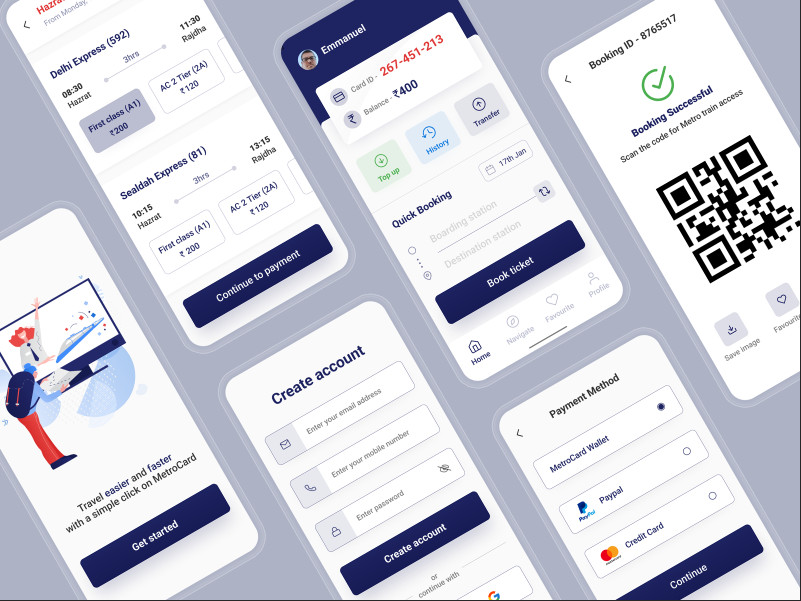 Hazrat
From Monday,
Delhi Express (592)
08:30
Hazrat
3hrs
11:30
Rajdha
First class (A1)
₹200
AC 2 Tier (2A)
₹120
Sealdah Express (81)
10:15
Hazrat
3hrs
13:15
Rajdha
First class (A1)
₹ 200
AC 2 Tier (2A)
₹120
Continue to payment
Emmanuel
Card ID - 267-451-213
Balance - ₹400
Top up
History
Transfer
Quick Booking
17th Jan
Boarding station
Destination station
Book ticket
Home
Navigate
Favourite
Profile
Booking ID - 8765517
Booking Successful
Scan the code for Metro train access
Save image
Favourite
Travel easier and faster
with a simple click on MetroCard
Get started
Create account
Enter your email address
Enter your mobile number
Enter password
Create account
or
continue with
Payment Method
MetroCard Wallet
PayPal
Paypal
Credit Card
Continue